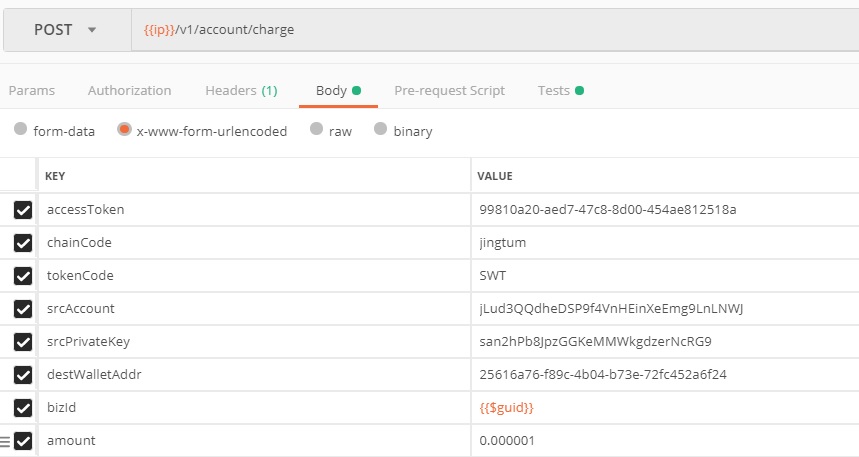 POST {{ip}}/v1/account/charge
Params Authorization Headers (1) Body Pre-request Script Tests
form-data x-www-form-urlencoded raw binary
KEY VALUE
accessToken 99810a20-aed7-47c8-8d00-454ae812518a
chainCode jingtum
tokenCode SWT
srcAccount jLud3QQdheDSP9f4VnHEinXeEmg9LnLNWJ
srcPrivateKey san2hPb8JpzGGKeMMWkgdzerNcRG9
destWalletAddr 25616a76-f89c-4b04-b73e-72fc452a6f24
bizId {{$guid}}
amount 0.000001